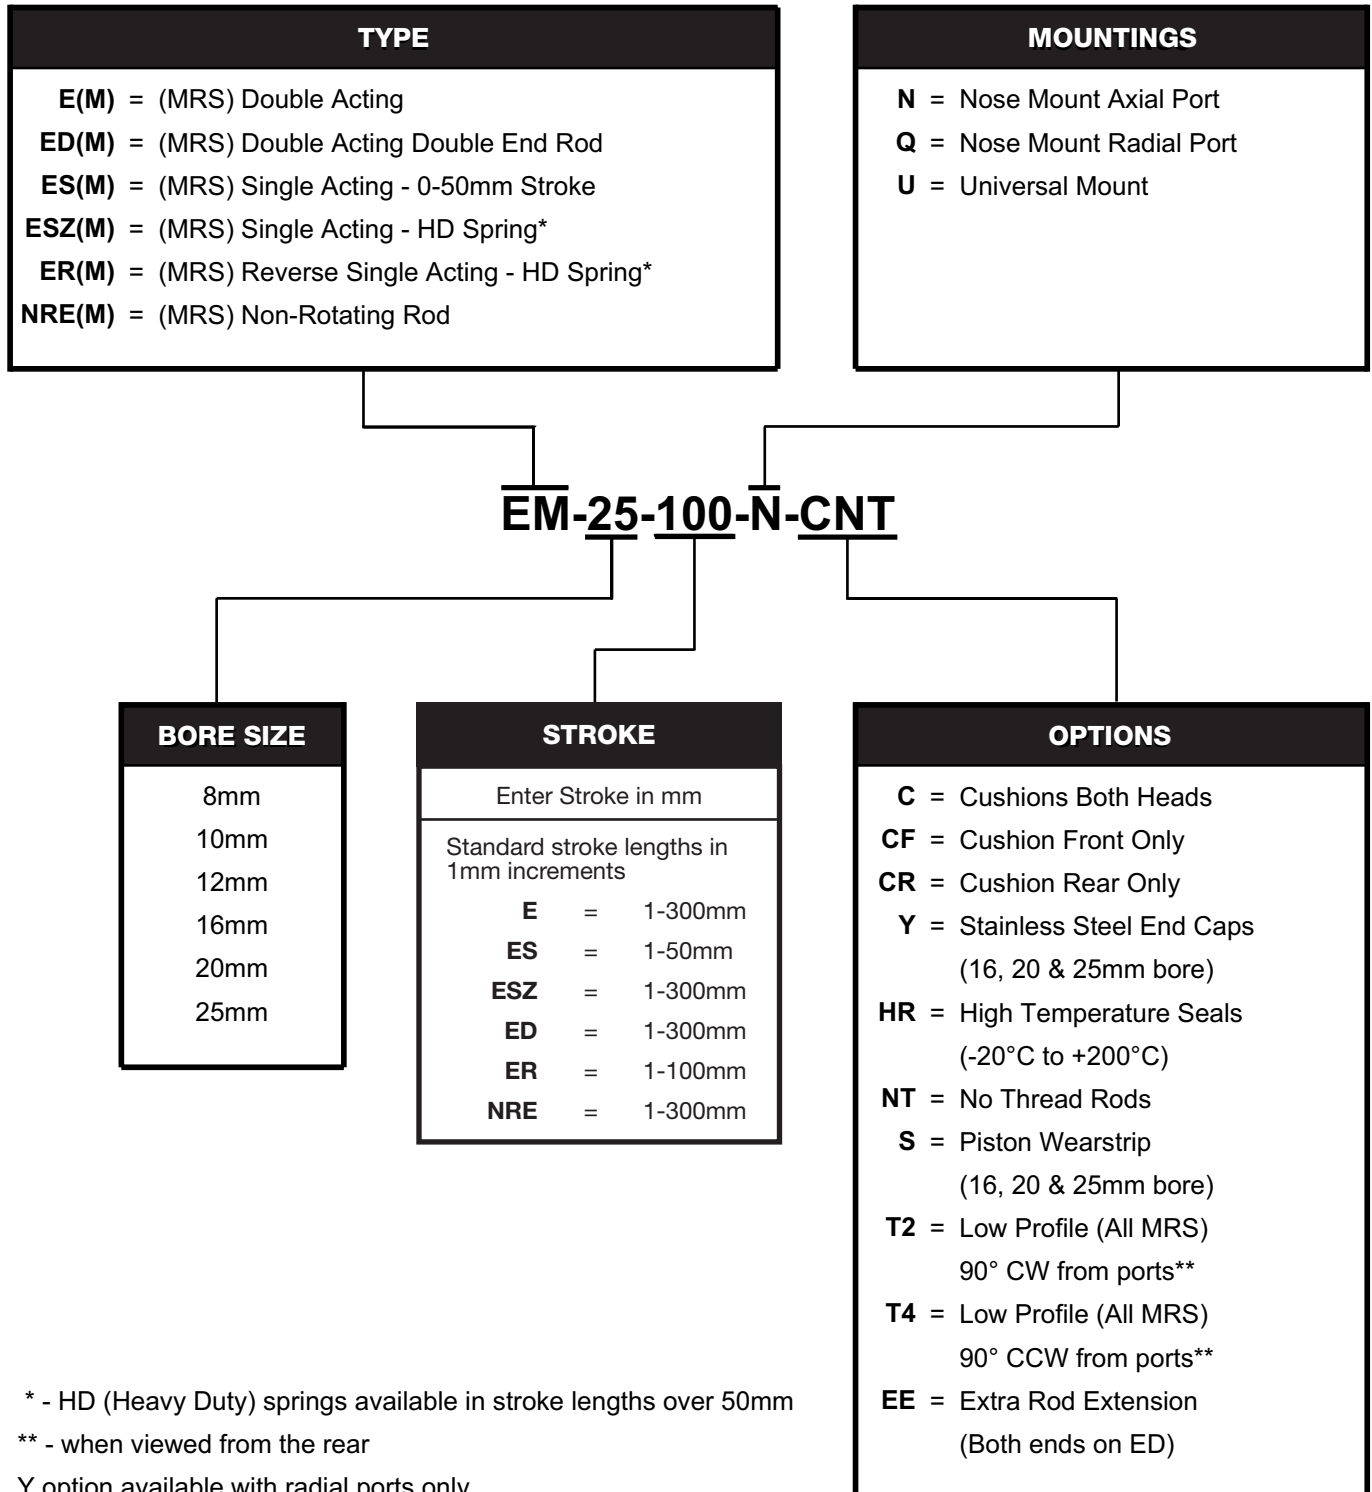 TYPE
E(M) = (MRS) Double Acting
ED(M) = (MRS) Double Acting Double End Rod
ES(M) = (MRS) Single Acting - 0-50mm Stroke
ESZ(M) = (MRS) Single Acting - HD Spring*
ER(M) = (MRS) Reverse Single Acting - HD Spring*
NRE(M) = (MRS) Non-Rotating Rod
MOUNTINGS
N = Nose Mount Axial Port
Q = Nose Mount Radial Port
U = Universal Mount
EM-25-100-N-CNT
BORE SIZE
8mm
10mm
12mm
16mm
20mm
25mm
STROKE
Enter Stroke in mm
Standard stroke lengths in
1mm increments
E = 1-300mm
ES = 1-50mm
ESZ = 1-300mm
ED = 1-300mm
ER = 1-100mm
NRE = 1-300mm
OPTIONS
C = Cushions Both Heads
CF = Cushion Front Only
CR = Cushion Rear Only
Y = Stainless Steel End Caps
(16, 20 & 25mm bore)
HR = High Temperature Seals
(-20°C to +200°C)
NT = No Thread Rods
S = Piston Wearstrip
(16, 20 & 25mm bore)
T2 = Low Profile (All MRS)
90° CW from ports**
T4 = Low Profile (All MRS)
90° CCW from ports**
EE = Extra Rod Extension
(Both ends on ED)
* - HD (Heavy Duty) springs available in stroke lengths over 50mm
** - when viewed from the rear
Y option available with radial ports only